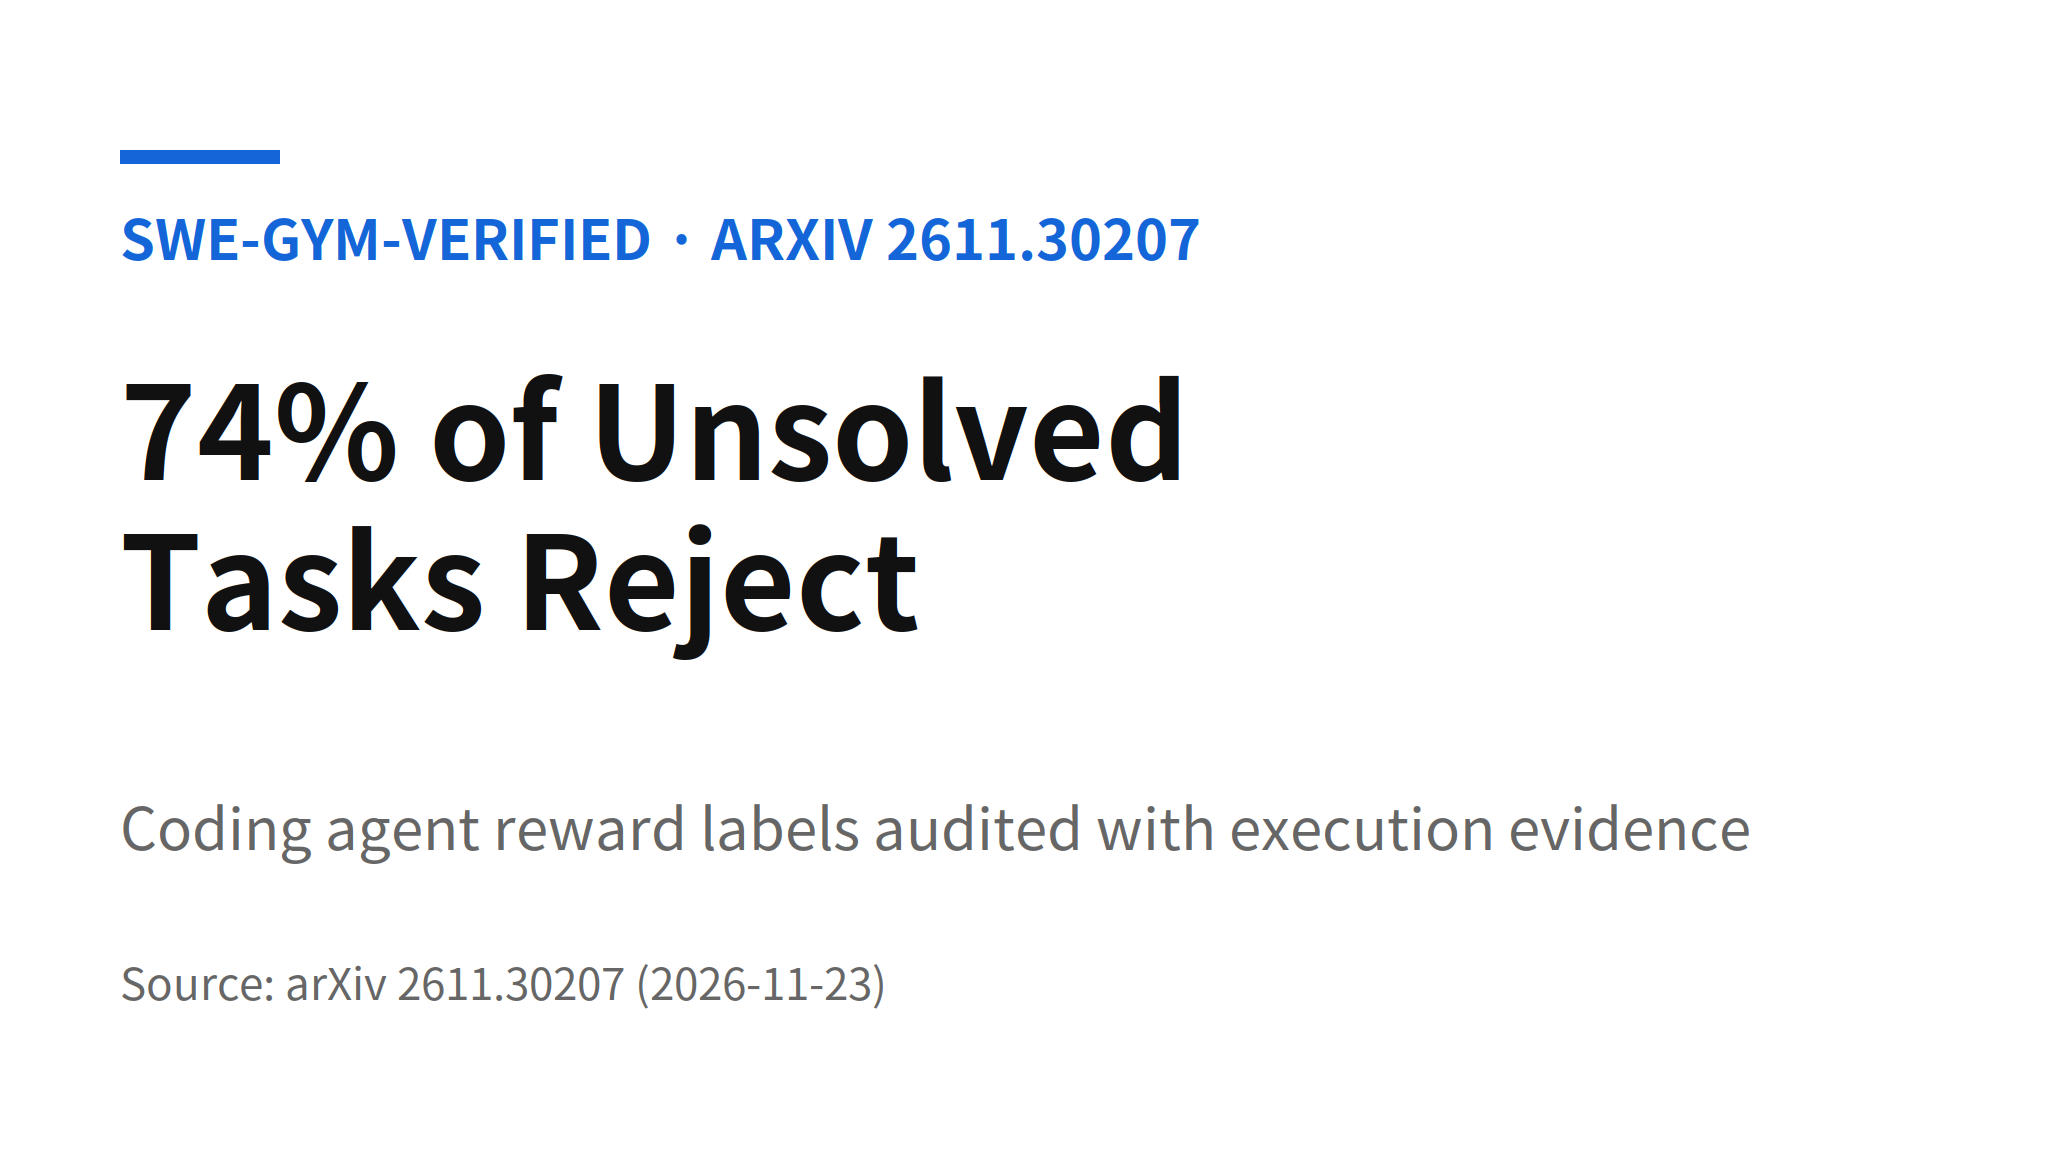 SWE-GYM-VERIFIED · ARXIV 2611.30207
74% of Unsolved
Tasks Reject
Coding agent reward labels audited with execution evidence
Source: arXiv 2611.30207 (2026-11-23)